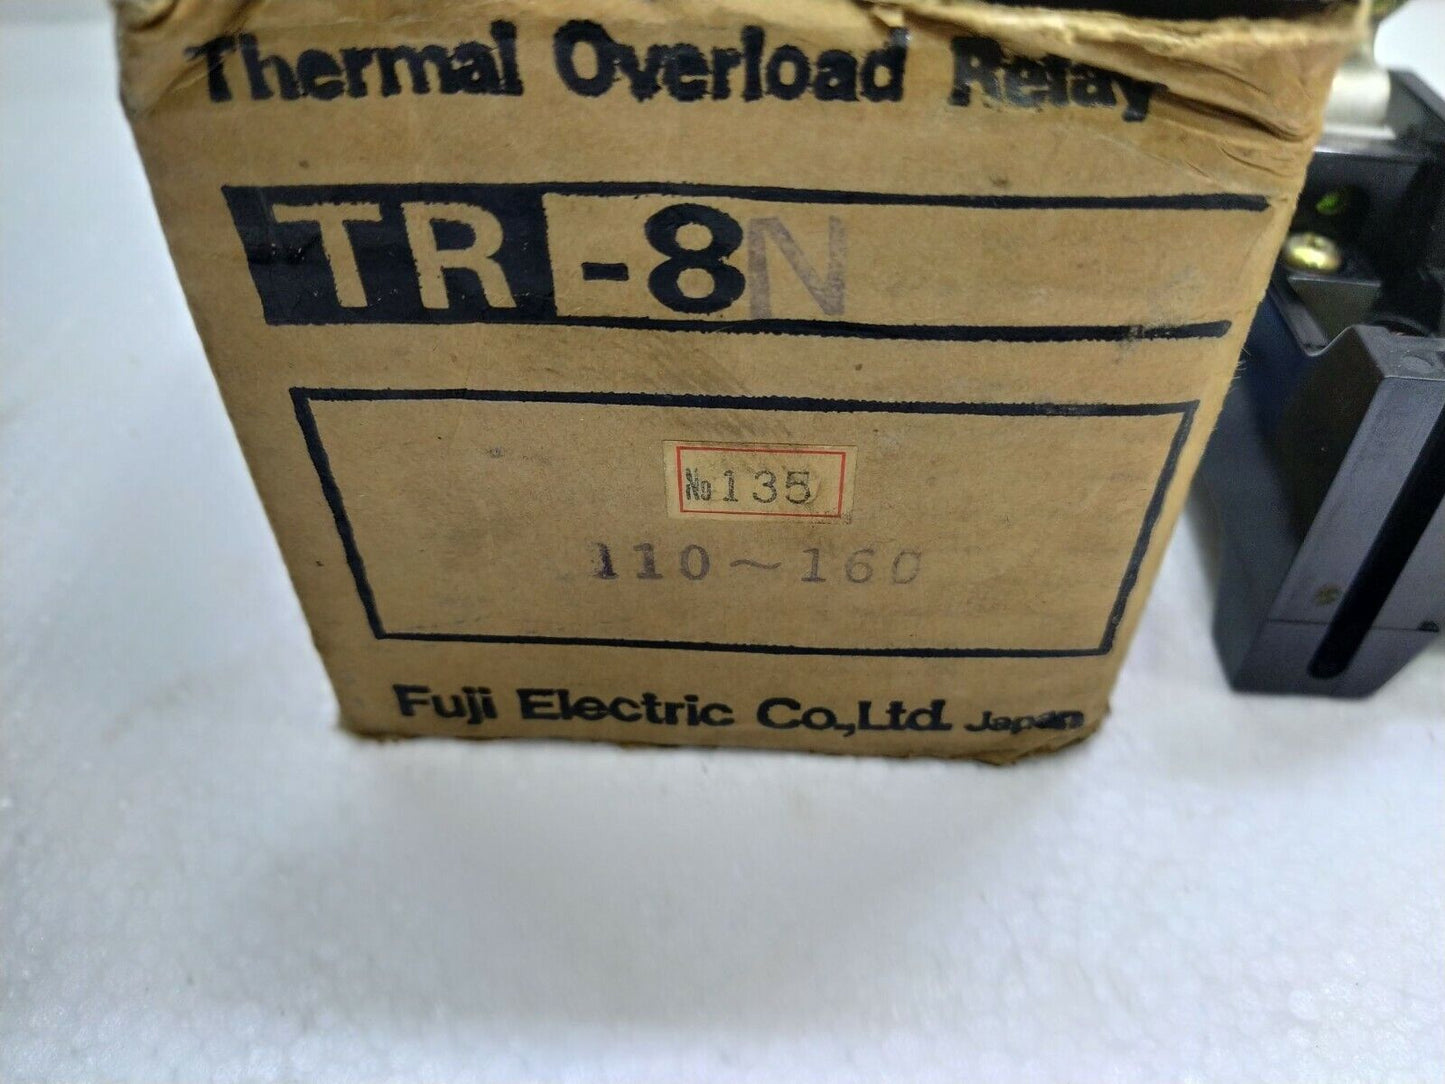 Thermal Overload Relay
TR-8N
№135
110~160
Fuji Electric Co.,Ltd. Japan